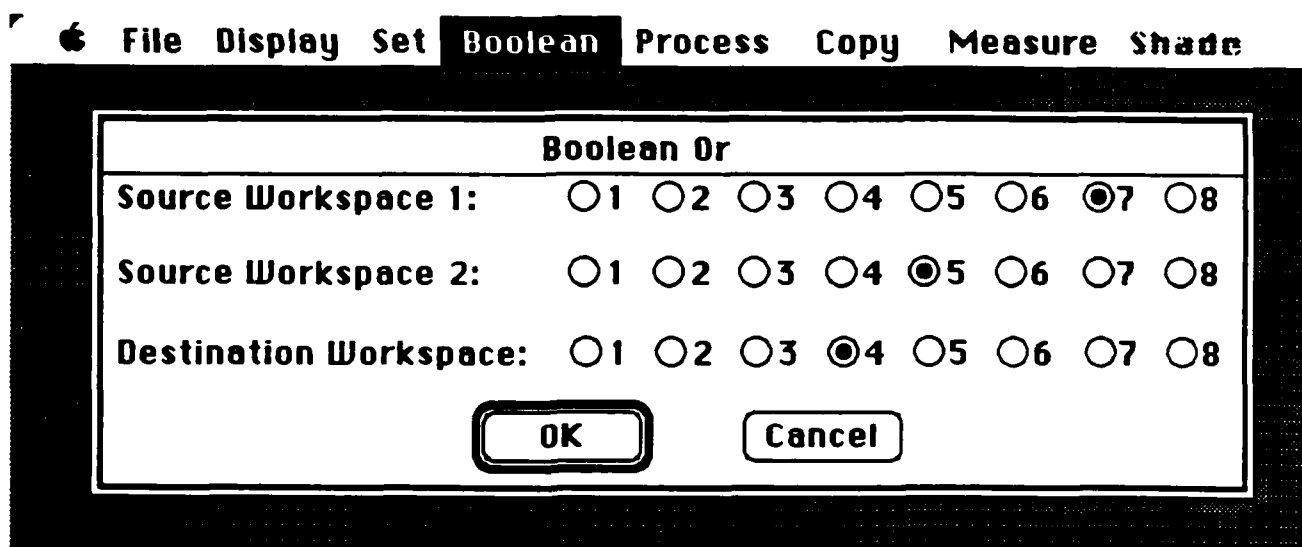 File Display Set Boolean Process Copy Measure Shade
Boolean Or
Source Workspace 1: 1 2 3 4 5 6 7 8
Source Workspace 2: 1 2 3 4 5 6 7 8
Destination Workspace: 1 2 3 4 5 6 7 8
OK Cancel